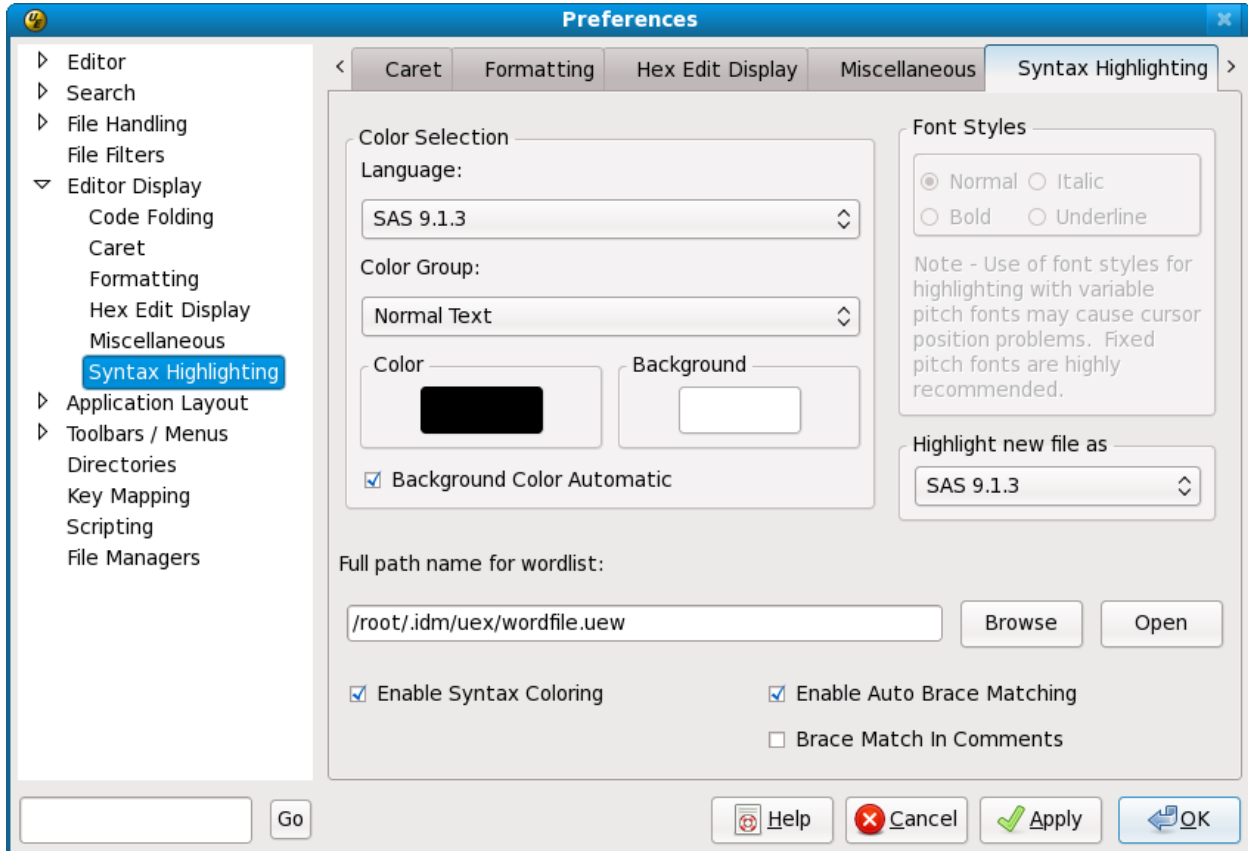 Preferences
Editor
Search
File Handling
File Filters
Editor Display
Code Folding
Caret
Formatting
Hex Edit Display
Miscellaneous
Syntax Highlighting
Application Layout
Toolbars / Menus
Directories
Key Mapping
Scripting
File Managers
Go
Caret Formatting Hex Edit Display Miscellaneous Syntax Highlighting
Color Selection
Language:
SAS 9.1.3
Color Group:
Normal Text
Color Background
Background Color Automatic
Font Styles
Normal Italic
Bold Underline
Note - Use of font styles for
highlighting with variable
pitch fonts may cause cursor
position problems. Fixed
pitch fonts are highly
recommended.
Highlight new file as
SAS 9.1.3
Full path name for wordlist:
/root/.idm/uex/wordfile.uew Browse Open
Enable Syntax Coloring Enable Auto Brace Matching
Brace Match In Comments
Help Cancel Apply OK